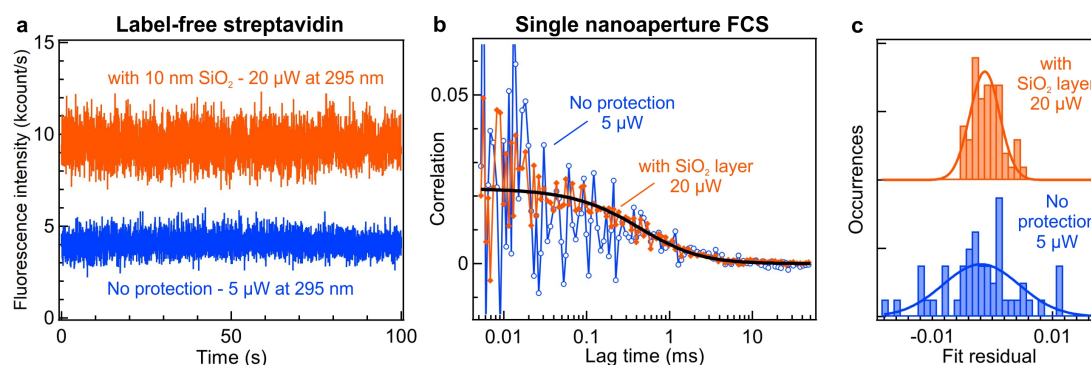 a Label-free streptavidin
15
10
5
0
Fluorescence intensity (kcount/s)
with 10 nm SiO₂ - 20 µW at 295 nm
No protection - 5 µW at 295 nm
0 50 100
Time (s)
b Single nanoaperture FCS
0.05
0
Correlation
No protection
5 µW
with SiO₂ layer
20 µW
0.01 0.1 1 10
Lag time (ms)
c
Occurrences
with
SiO₂ layer
20 µW
No
protection
5 µW
-0.01 0.01
Fit residual